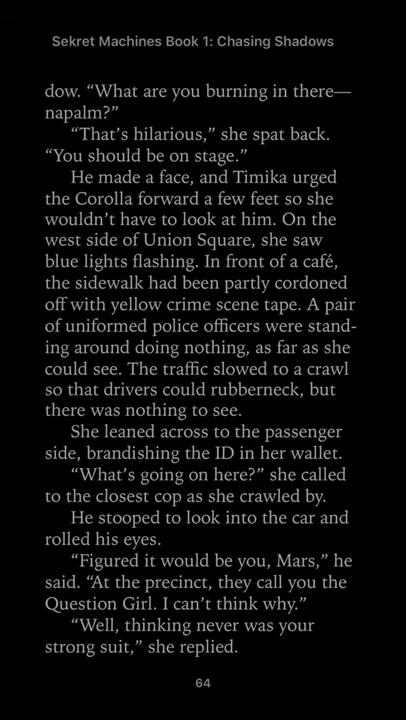 Sekret Machines Book 1: Chasing Shadows
dow. “What are you burning in there—
napalm?”
“That’s hilarious,” she spat back.
“You should be on stage.”
He made a face, and Timika urged
the Corolla forward a few feet so she
wouldn’t have to look at him. On the
west side of Union Square, she saw
blue lights flashing. In front of a café,
the sidewalk had been partly cordoned
off with yellow crime scene tape. A pair
of uniformed police officers were stand-
ing around doing nothing, as far as she
could see. The traffic slowed to a crawl
so that drivers could rubberneck, but
there was nothing to see.
She leaned across to the passenger
side, brandishing the ID in her wallet.
“What’s going on here?” she called
to the closest cop as she crawled by.
He stooped to look into the car and
rolled his eyes.
“Figured it would be you, Mars,” he
said. “At the precinct, they call you the
Question Girl. I can’t think why.”
“Well, thinking never was your
strong suit,” she replied.
64